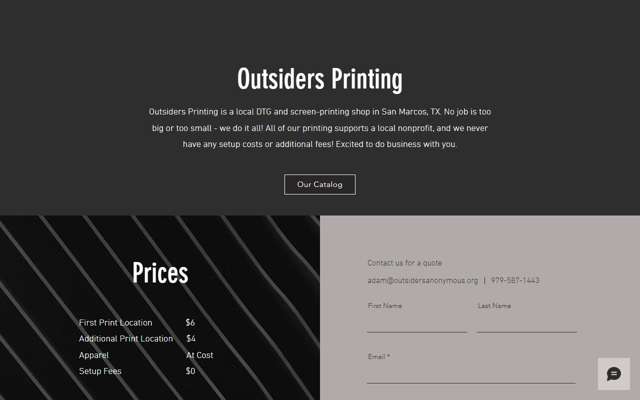 Outsiders Printing
Outsiders Printing is a local DTG and screen-printing shop in San Marcos, TX. No job is too
big or too small - we do it all! All of our printing supports a local nonprofit, and we never
have any setup costs or additional fees! Excited to do business with you.
Our Catalog
Prices
First Print Location $6
Additional Print Location $4
Apparel At Cost
Setup Fees $0
Contact us for a quote
adam@outsidersanonymous.org | 979-587-1443
First Name Last Name
Email *